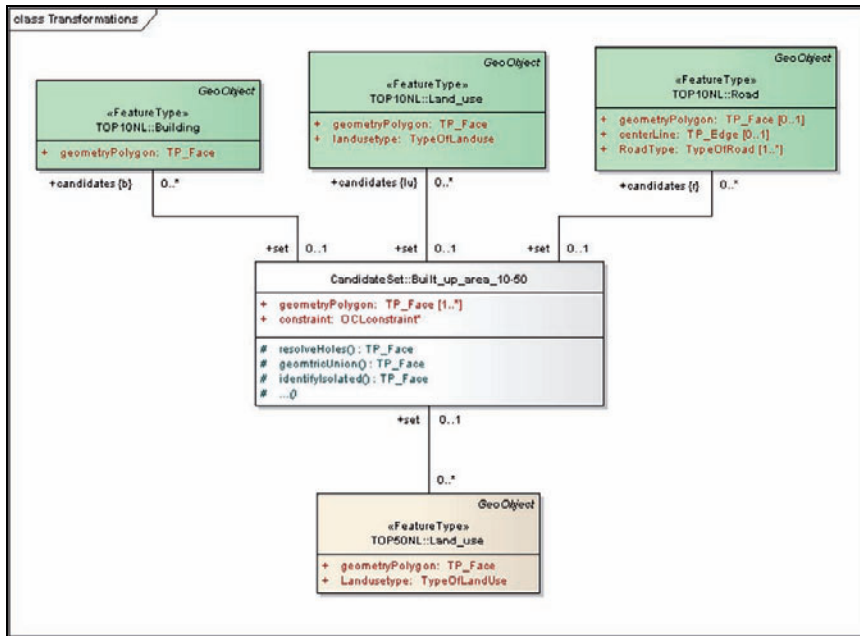 class Transformations
GeoObject
«FeatureType»
TOP10NL::Building
+ geometryPolygon: TP_Face
GeoObject
«FeatureType»
TOP10NL::Land_use
+ geometryPolygon: TP_Face
+ landusetype: TypeOfLanduse
GeoObject
«FeatureType»
TOP10NL::Road
+ geometryPolygon: TP_Face [0..1]
+ centerLine: TP_Edge [0..1]
+ RoadType: TypeOfRoad [1..*]
+candidates {b} 0..*
+candidates {lu} 0..*
+candidates {r} 0..*
+set 0..1
+set 0..1
+set 0..1
CandidateSet::Built_up_area_10-50
+ geometryPolygon: TP_Face [1..*]
+ constraint: OCLconstraint*
# resolveHoles() : TP_Face
# geomtricUnion() : TP_Face
# identifyIsolated() : TP_Face
# ...()
+set 0..1
0..*
GeoObject
«FeatureType»
TOP50NL::Land_use
+ geometryPolygon: TP_Face
+ Landusetype: TypeOfLandUse